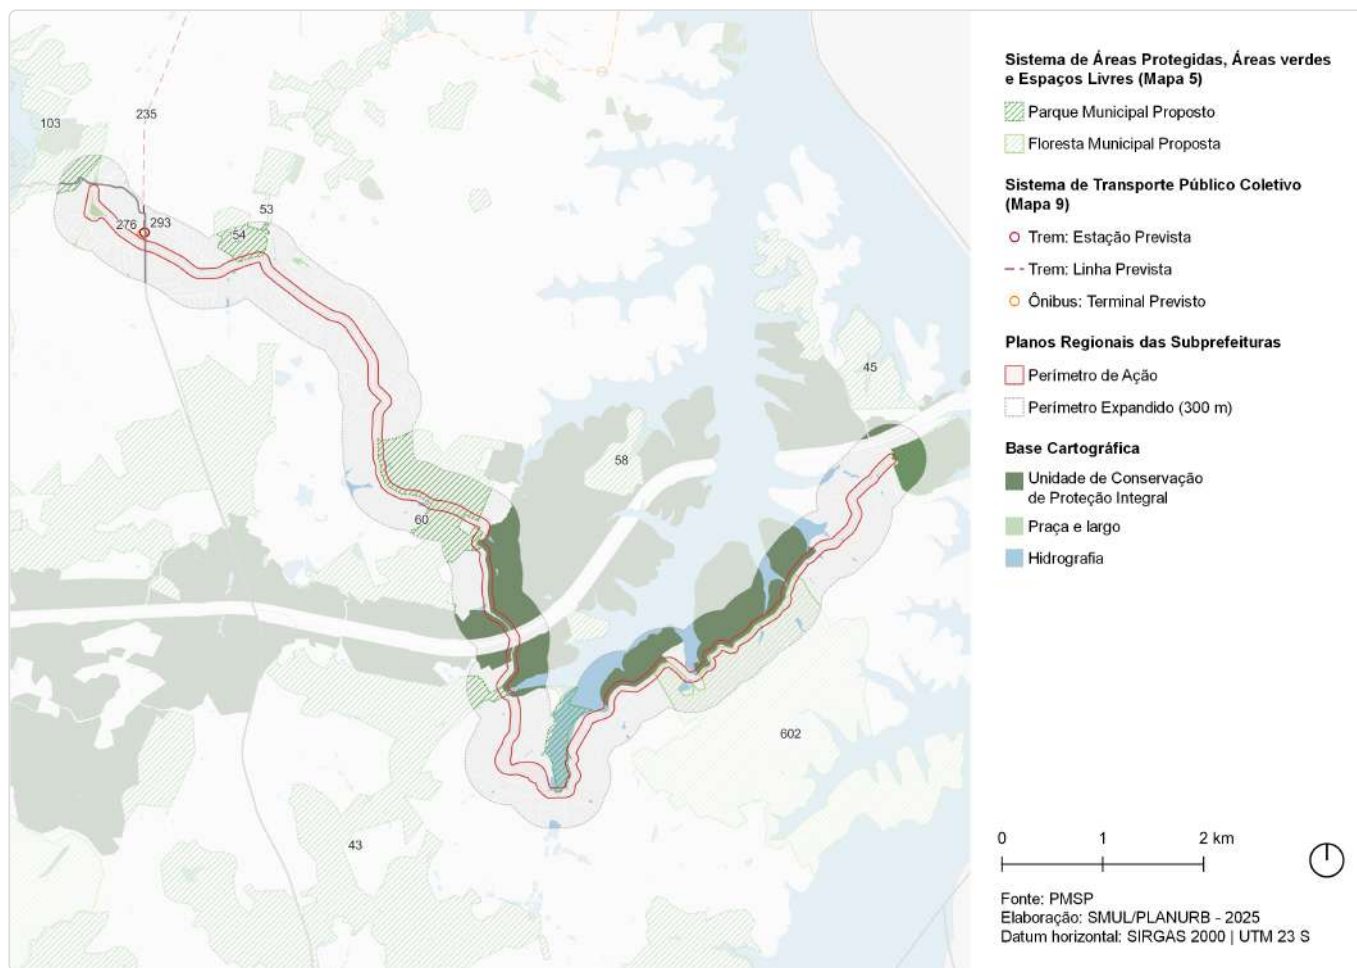 235
103
53
276
293
54
45
58
60
602
43
Sistema de Áreas Protegidas, Áreas verdes
e Espaços Livres (Mapa 5)
Parque Municipal Proposto
Floresta Municipal Proposta
Sistema de Transporte Público Coletivo
(Mapa 9)
Trem: Estação Prevista
Trem: Linha Prevista
Ônibus: Terminal Previsto
Planos Regionais das Subprefeituras
Perímetro de Ação
Perímetro Expandido (300 m)
Base Cartográfica
Unidade de Conservação
de Proteção Integral
Praça e largo
Hidrografia
0 1 2 km
Fonte: PMSP
Elaboração: SMUL/PLANURB - 2025
Datum horizontal: SIRGAS 2000 | UTM 23 S